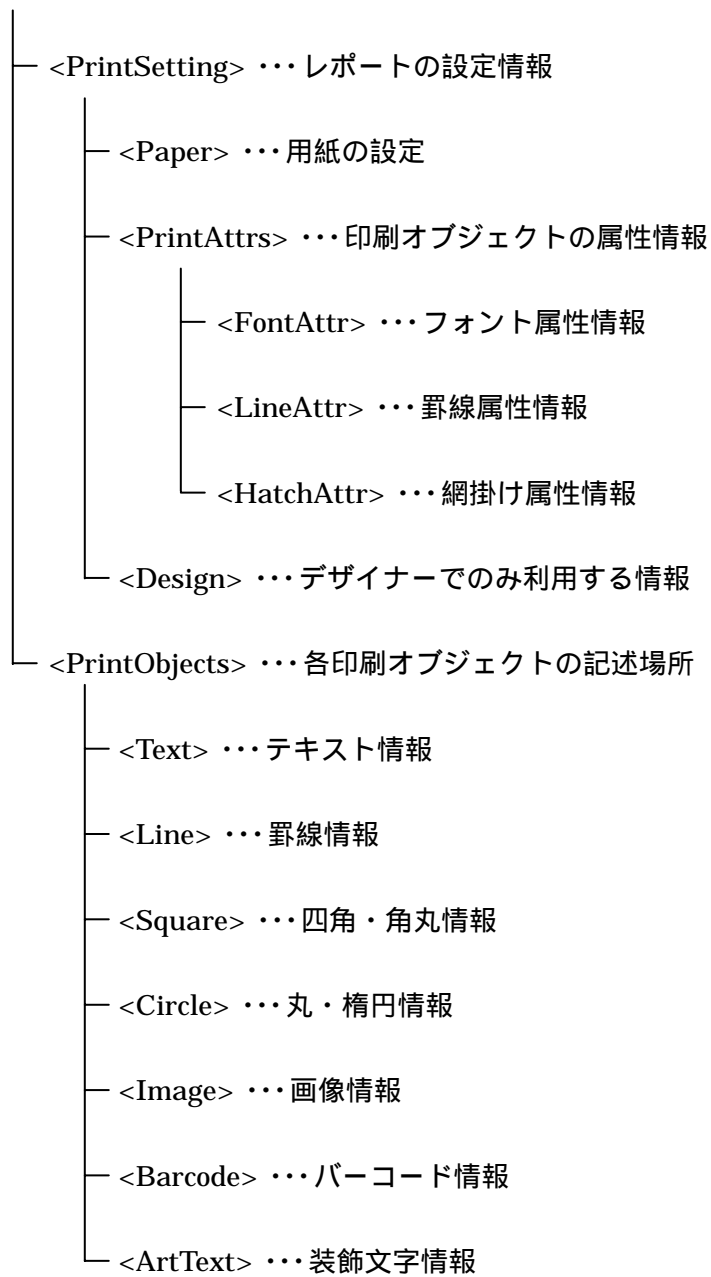 <PrintSetting> ･･･レポートの設定情報
<Paper> ･･･用紙の設定
<PrintAttrs> ･･･印刷オブジェクトの属性情報
<FontAttr> ･･･フォント属性情報
<LineAttr> ･･･罫線属性情報
<HatchAttr> ･･･網掛け属性情報
<Design> ･･･デザイナーでのみ利用する情報
<PrintObjects> ･･･各印刷オブジェクトの記述場所
<Text> ･･･テキスト情報
<Line> ･･･罫線情報
<Square> ･･･四角・角丸情報
<Circle> ･･･丸・楕円情報
<Image> ･･･画像情報
<Barcode> ･･･バーコード情報
<ArtText> ･･･装飾文字情報